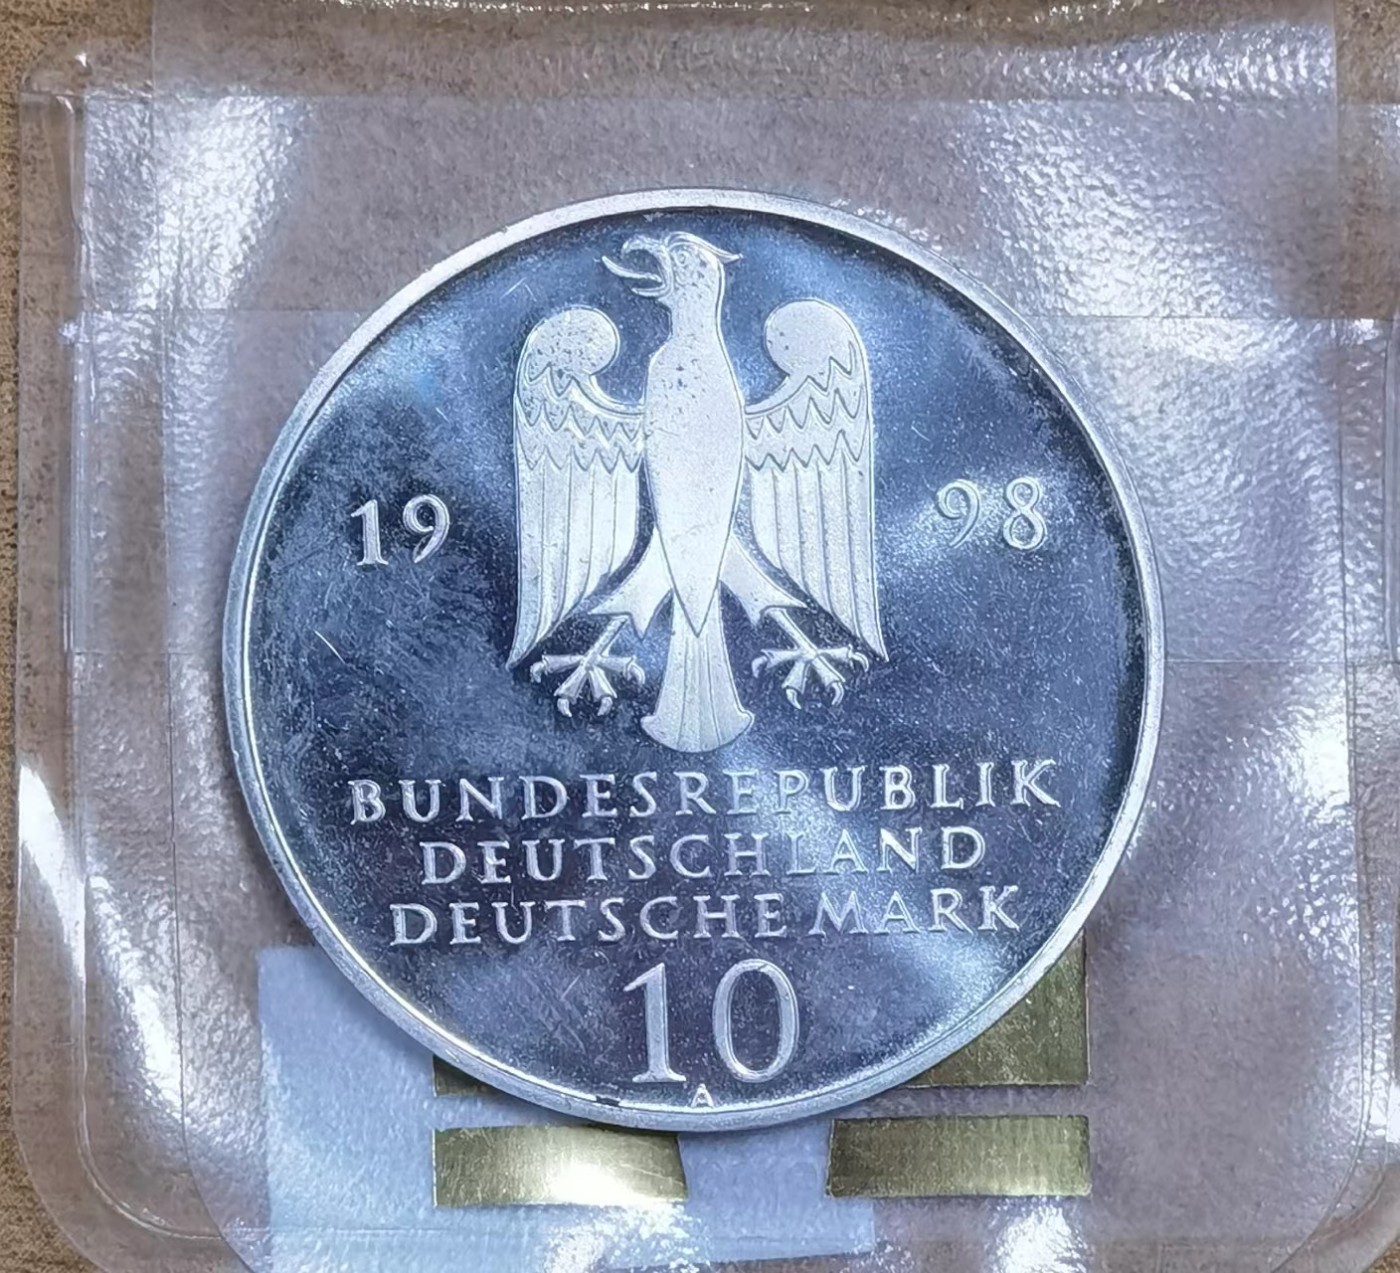 19 98
BUNDESREPUBLIK
DEUTSCHLAND
DEUTSCHE MARK
10
A